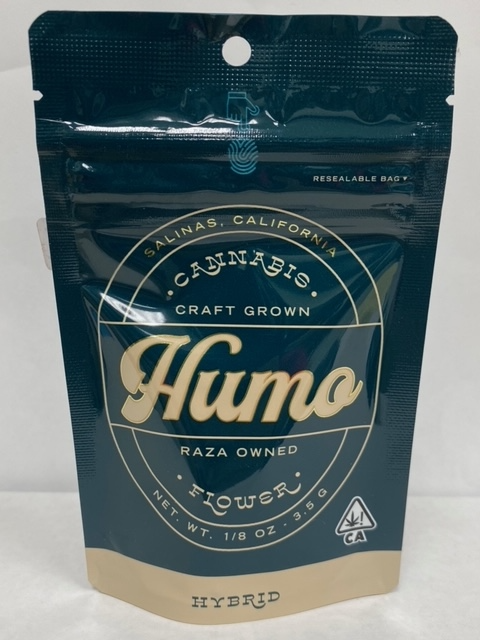 RESEALABLE BAG
SALINAS, CALIFORNIA
CANNABIS
CRAFT GROWN
Humo
RAZA OWNED
FLOWER
NET. WT. 1/8 OZ · 3.5 G
CA
HYBRID